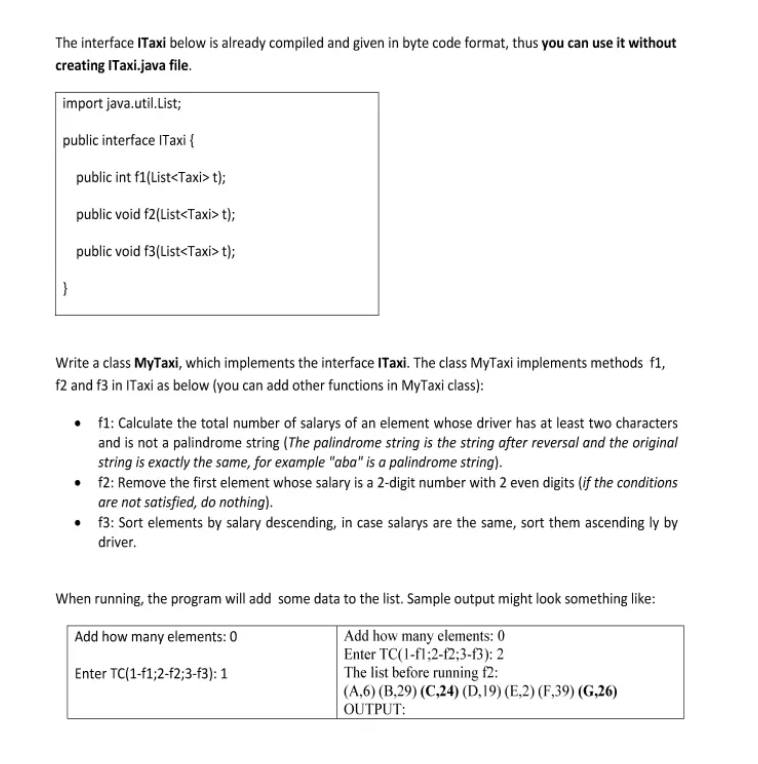 The interface ITaxi below is already compiled and given in byte code format, thus you can use it without
creating ITaxi.java file.
import java.util.List;
public interface ITaxi {
public int f1(List<Taxi> t);
public void f2(List<Taxi> t);
public void f3(List<Taxi> t);
}
Write a class MyTaxi, which implements the interface ITaxi. The class MyTaxi implements methods f1,
f2 and f3 in ITaxi as below (you can add other functions in MyTaxi class):
• f1: Calculate the total number of salarys of an element whose driver has at least two characters
and is not a palindrome string (The palindrome string is the string after reversal and the original
string is exactly the same, for example "aba" is a palindrome string).
• f2: Remove the first element whose salary is a 2-digit number with 2 even digits (if the conditions
are not satisfied, do nothing).
• f3: Sort elements by salary descending, in case salarys are the same, sort them ascending ly by
driver.
When running, the program will add some data to the list. Sample output might look something like:
Add how many elements: 0
Enter TC(1-f1;2-f2;3-f3): 1
Add how many elements: 0
Enter TC(1-f1;2-f2;3-f3): 2
The list before running f2:
(A,6) (B,29) (C,24) (D,19) (E,2) (F,39) (G,26)
OUTPUT: